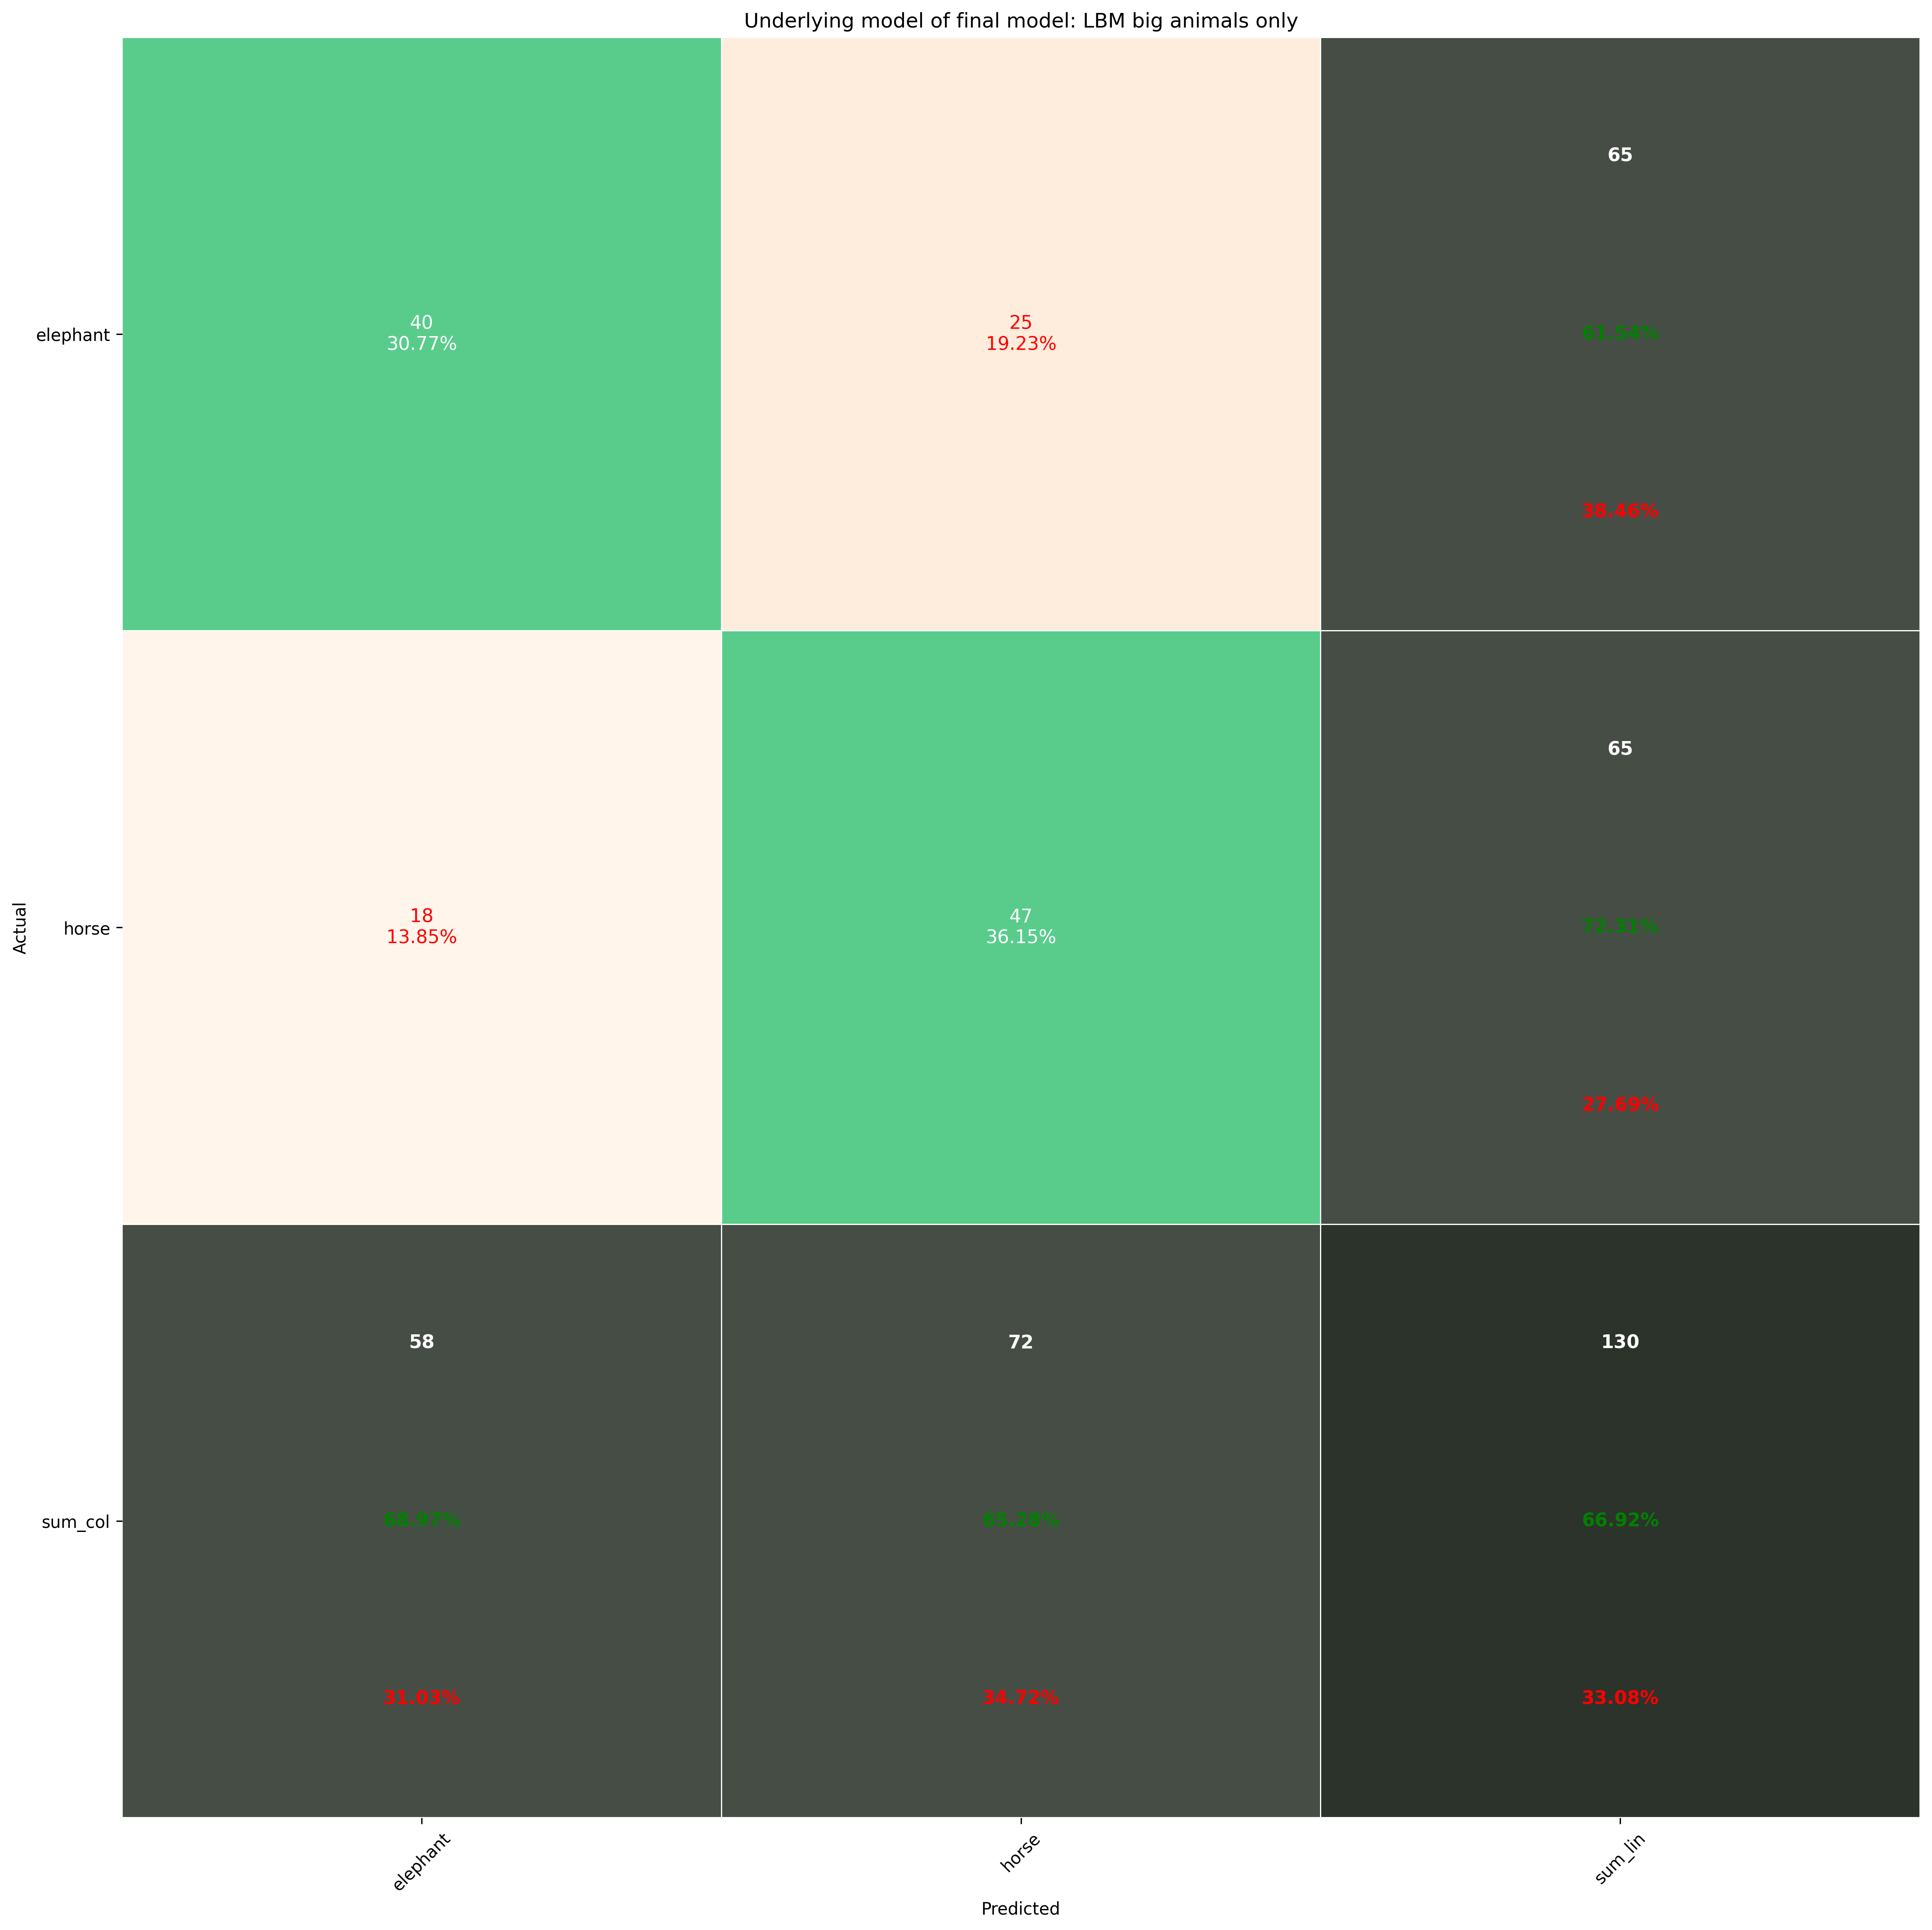 Underlying model of final model: LBM big animals only
65
elephant
40
30.77%
25
19.23%
61.54%
38.46%
65
Actual
horse
18
13.85%
47
36.15%
72.31%
27.69%
58
72
130
sum_col
68.97%
65.28%
66.92%
31.03%
34.72%
33.08%
elephant
horse
sum_lin
Predicted